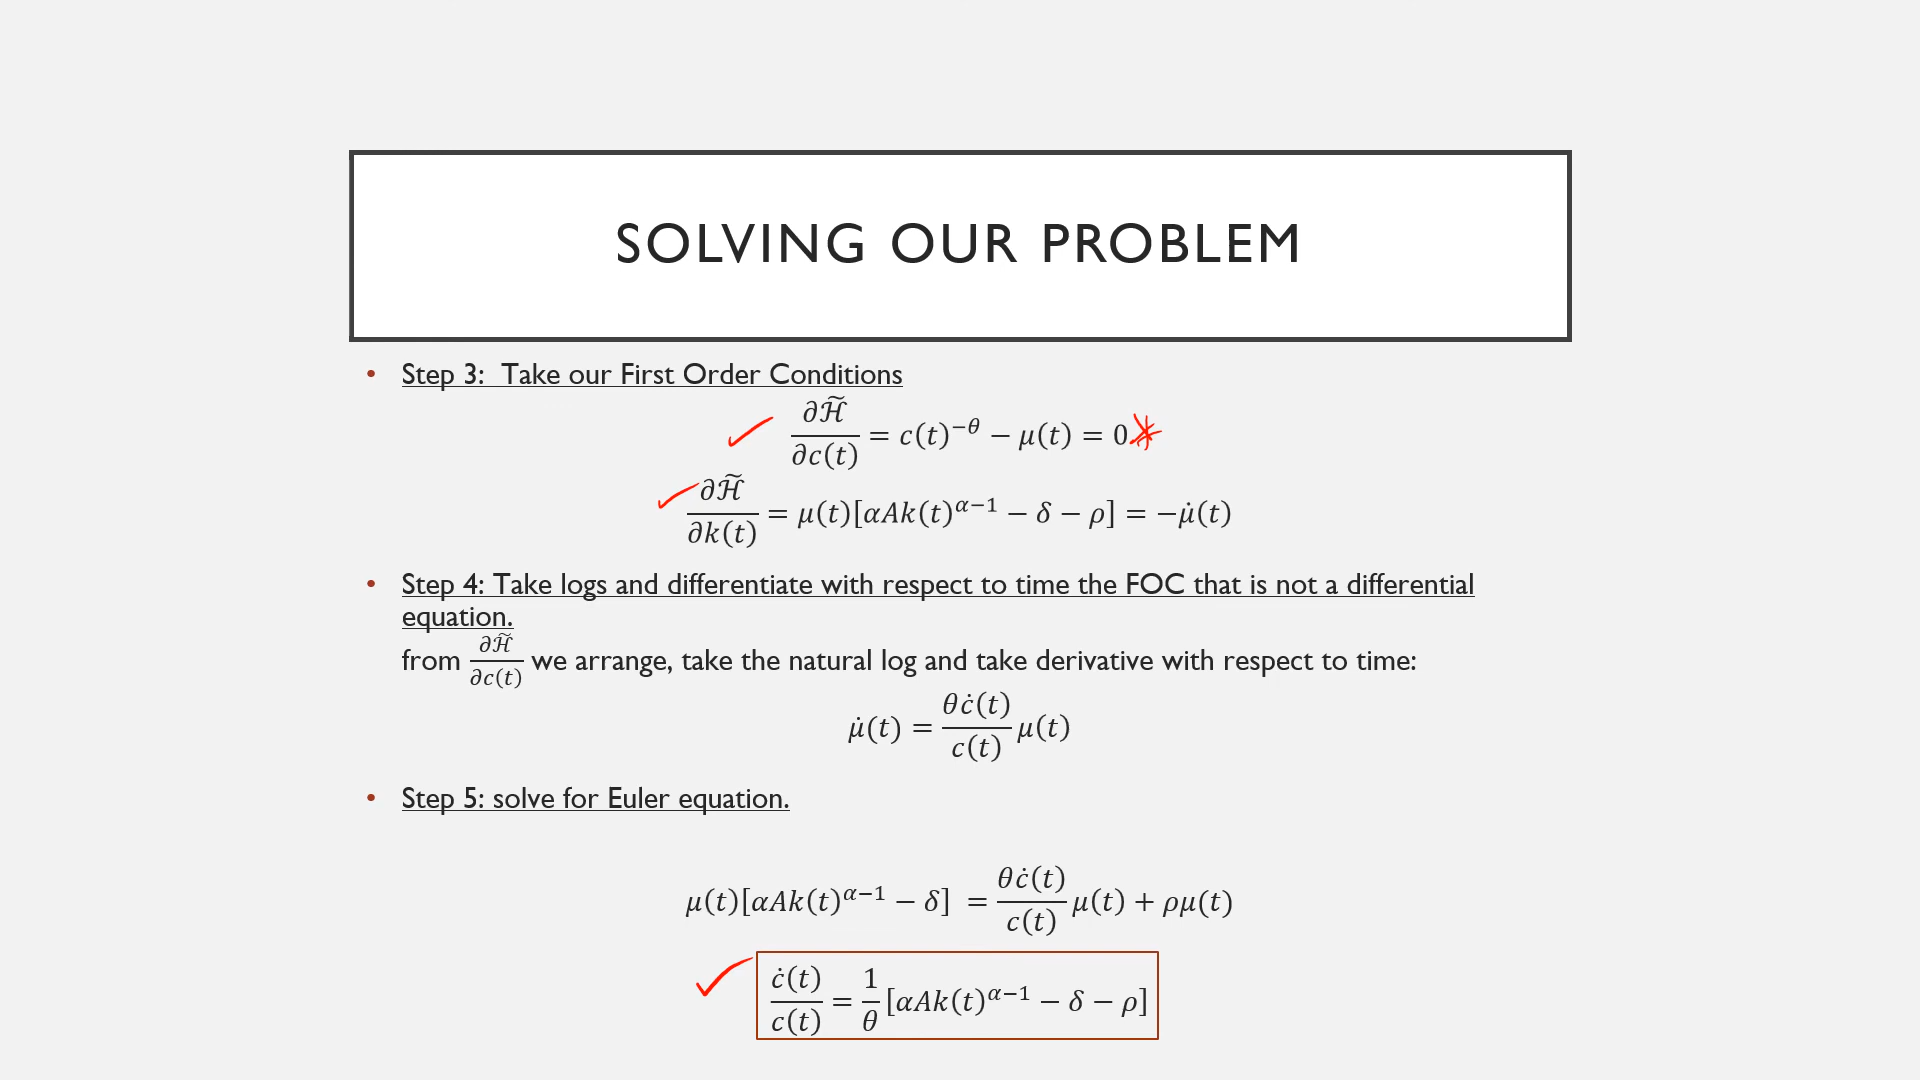 SOLVING OUR PROBLEM
• Step 3: Take our First Order Conditions
∂ℋ̃/∂c(t) = c(t)^{−θ} − μ(t) = 0
∂ℋ̃/∂k(t) = μ(t)[αAk(t)^{α−1} − δ − ρ] = −μ̇(t)
• Step 4: Take logs and differentiate with respect to time the FOC that is not a differential
equation.
from ∂ℋ̃/∂c(t) we arrange, take the natural log and take derivative with respect to time:
μ̇(t) = θċ(t)/c(t) μ(t)
• Step 5: solve for Euler equation.
μ(t)[αAk(t)^{α−1} − δ] = θċ(t)/c(t) μ(t) + ρμ(t)
ċ(t)/c(t) = 1/θ [αAk(t)^{α−1} − δ − ρ]